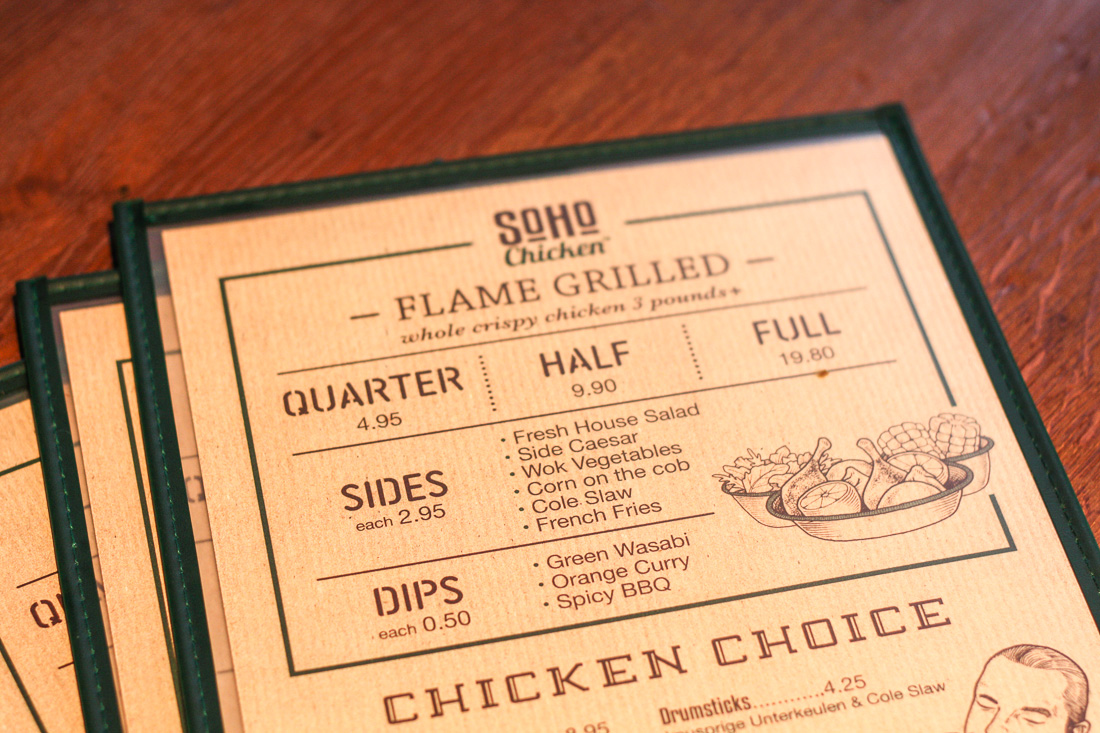 SOHO
Chicken
— FLAME GRILLED —
whole crispy chicken 3 pounds+
QUARTER
4.95
HALF
9.90
FULL
19.80
SIDES
each 2.95
• Fresh House Salad
• Side Caesar
• Wok Vegetables
• Corn on the cob
• Cole Slaw
• French Fries
DIPS
each 0.50
• Green Wasabi
• Orange Curry
• Spicy BBQ
CHICKEN CHOICE
8.95
Drumsticks..........4.25
Unterkeulen & Cole Slaw